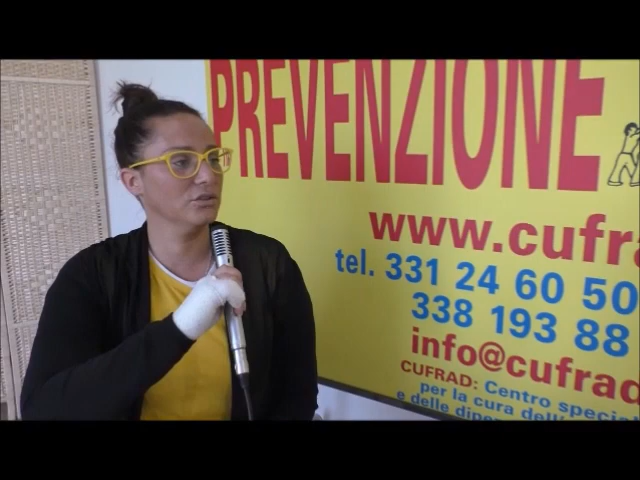 PREVENZIONE
www.cufra
tel. 331 24 60 50
338 193 88
info@cufrad
CUFRAD: Centro special
per la cura dell'
e delle dipen